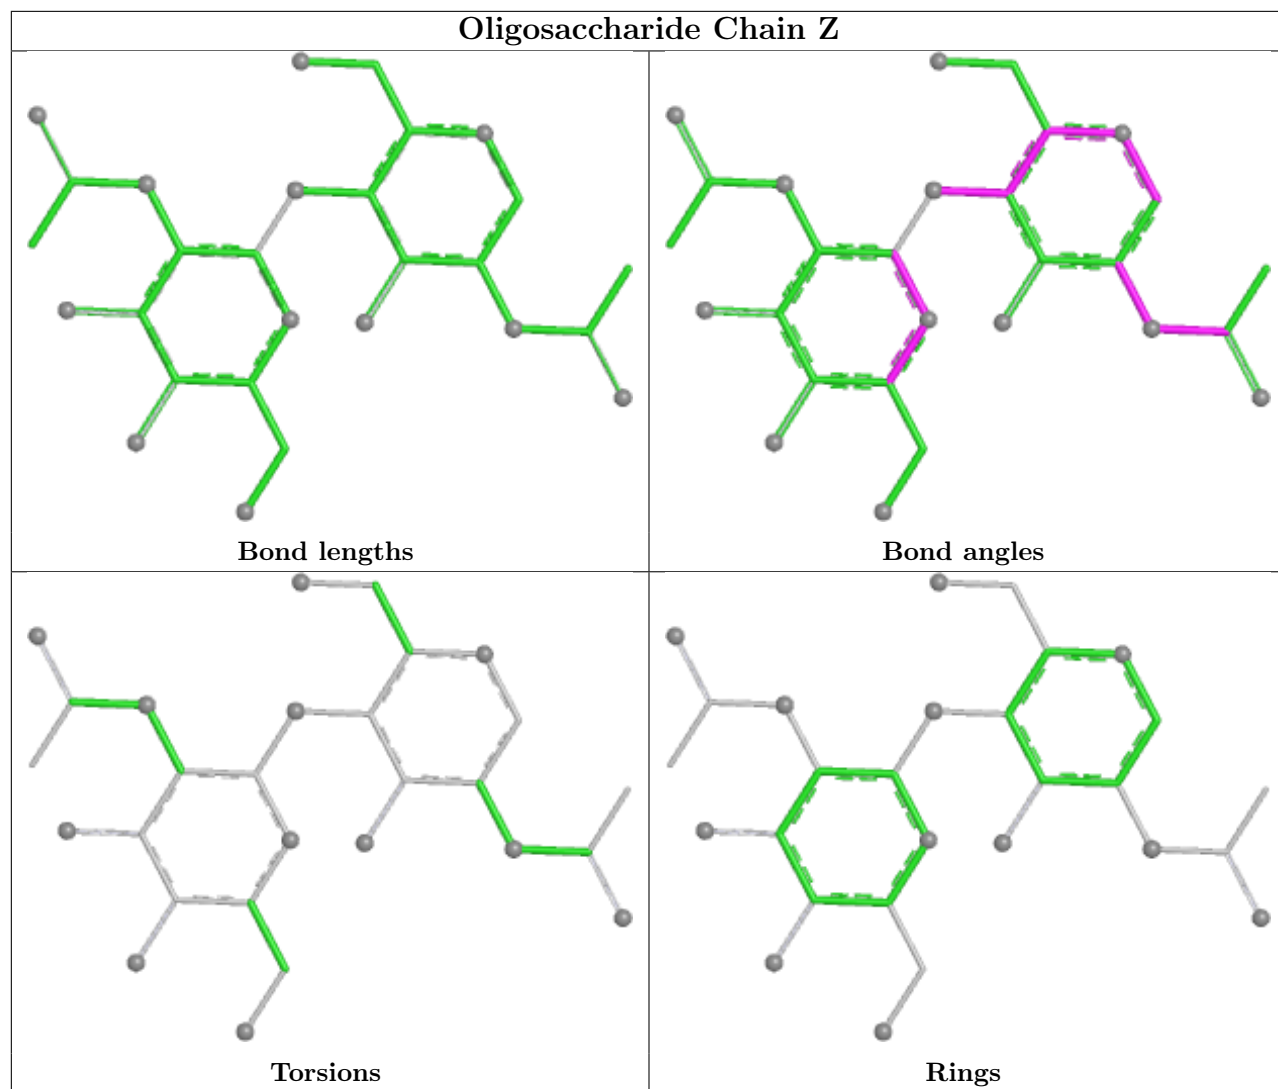 Oligosaccharide Chain Z
Bond lengths
Bond angles
Torsions
Rings